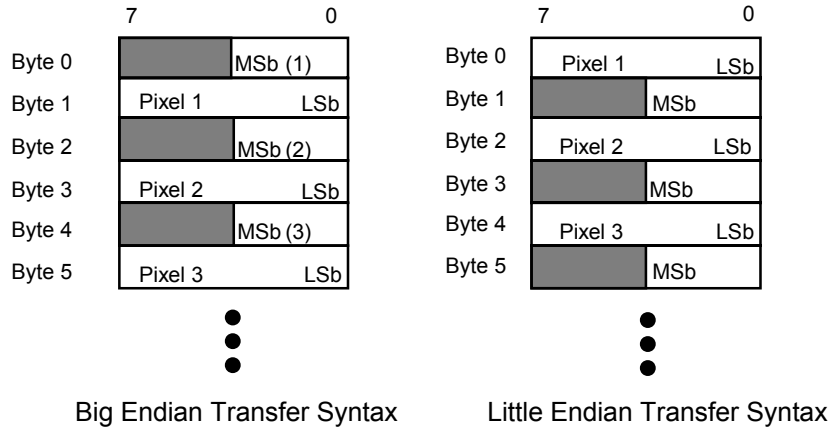 7 0
Byte 0 MSb (1)
Byte 1 Pixel 1 LSb
Byte 2 MSb (2)
Byte 3 Pixel 2 LSb
Byte 4 MSb (3)
Byte 5 Pixel 3 LSb
Big Endian Transfer Syntax
7 0
Byte 0 Pixel 1 LSb
Byte 1 MSb
Byte 2 Pixel 2 LSb
Byte 3 MSb
Byte 4 Pixel 3 LSb
Byte 5 MSb
Little Endian Transfer Syntax